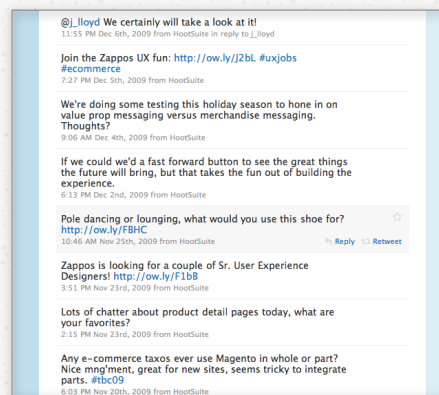 @j_lloyd We certainly will take a look at it!
11:55 PM Dec 6th, 2009 from HootSuite in reply to j_lloyd
Join the Zappos UX fun: http://ow.ly/J2bL #uxjobs
#ecommerce
7:27 PM Dec 5th, 2009 from HootSuite
We're doing some testing this holiday season to hone in on
value prop messaging versus merchandise messaging.
Thoughts?
9:06 AM Dec 4th, 2009 from HootSuite
If we could we'd a fast forward button to see the great things
the future will bring, but that takes the fun out of building the
experience.
6:13 PM Dec 2nd, 2009 from HootSuite
Pole dancing or lounging, what would you use this shoe for?
http://ow.ly/FBHC
10:46 AM Nov 25th, 2009 from HootSuite Reply Retweet
Zappos is looking for a couple of Sr. User Experience
Designers! http://ow.ly/F1bB
3:51 PM Nov 23rd, 2009 from HootSuite
Lots of chatter about product detail pages today, what are
your favorites?
2:15 PM Nov 23rd, 2009 from HootSuite
Any e-commerce taxos ever use Magento in whole or part?
Nice mng'ment, great for new sites, seems tricky to integrate
parts. #tbc09
6:03 PM Nov 20th, 2009 from HootSuite